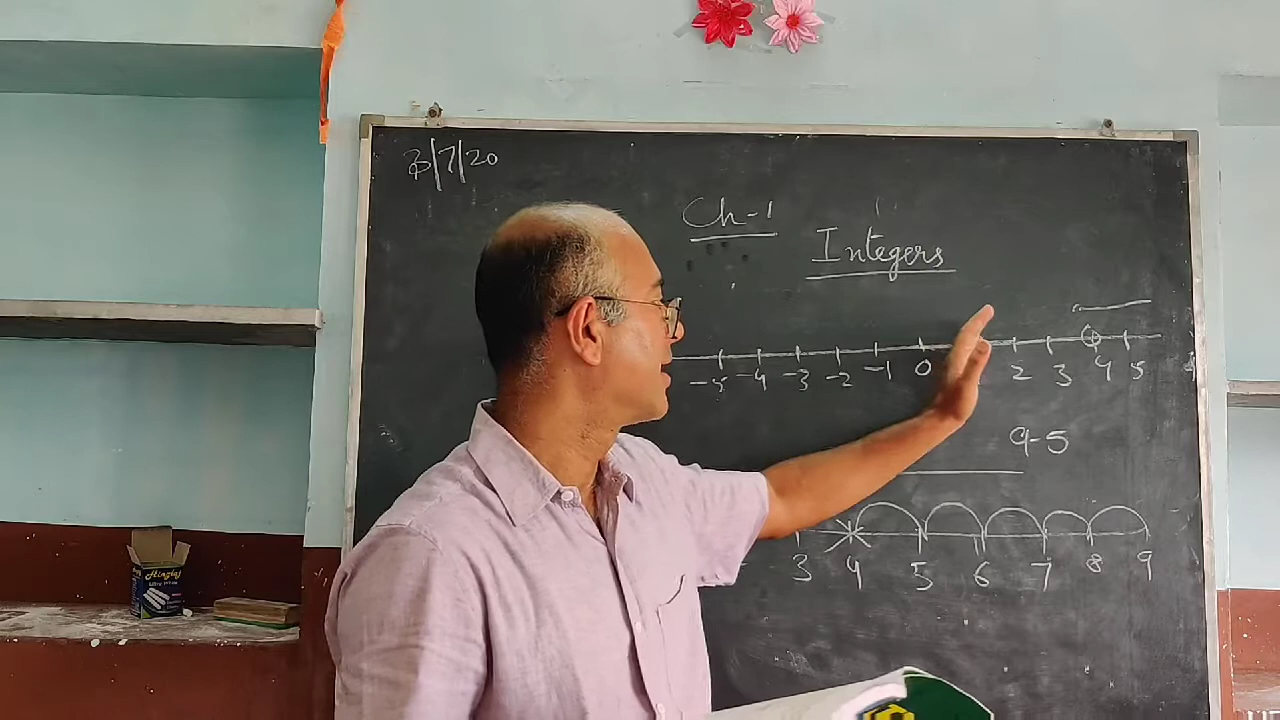 3/7/20
Ch-1
Integers
-5 -4 -3 -2 -1 0 2 3 4 5
9-5
3 4 5 6 7 8 9